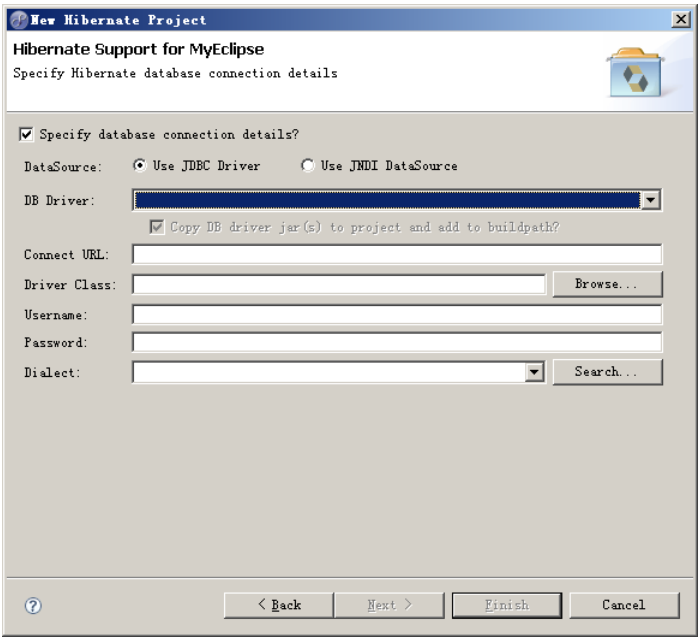 New Hibernate Project
Hibernate Support for MyEclipse
Specify Hibernate database connection details
Specify database connection details?
DataSource: Use JDBC Driver Use JNDI DataSource
DB Driver:
Copy DB driver jar(s) to project and add to buildpath?
Connect URL:
Driver Class: Browse...
Username:
Password:
Dialect: Search...
? < Back Next > Finish Cancel